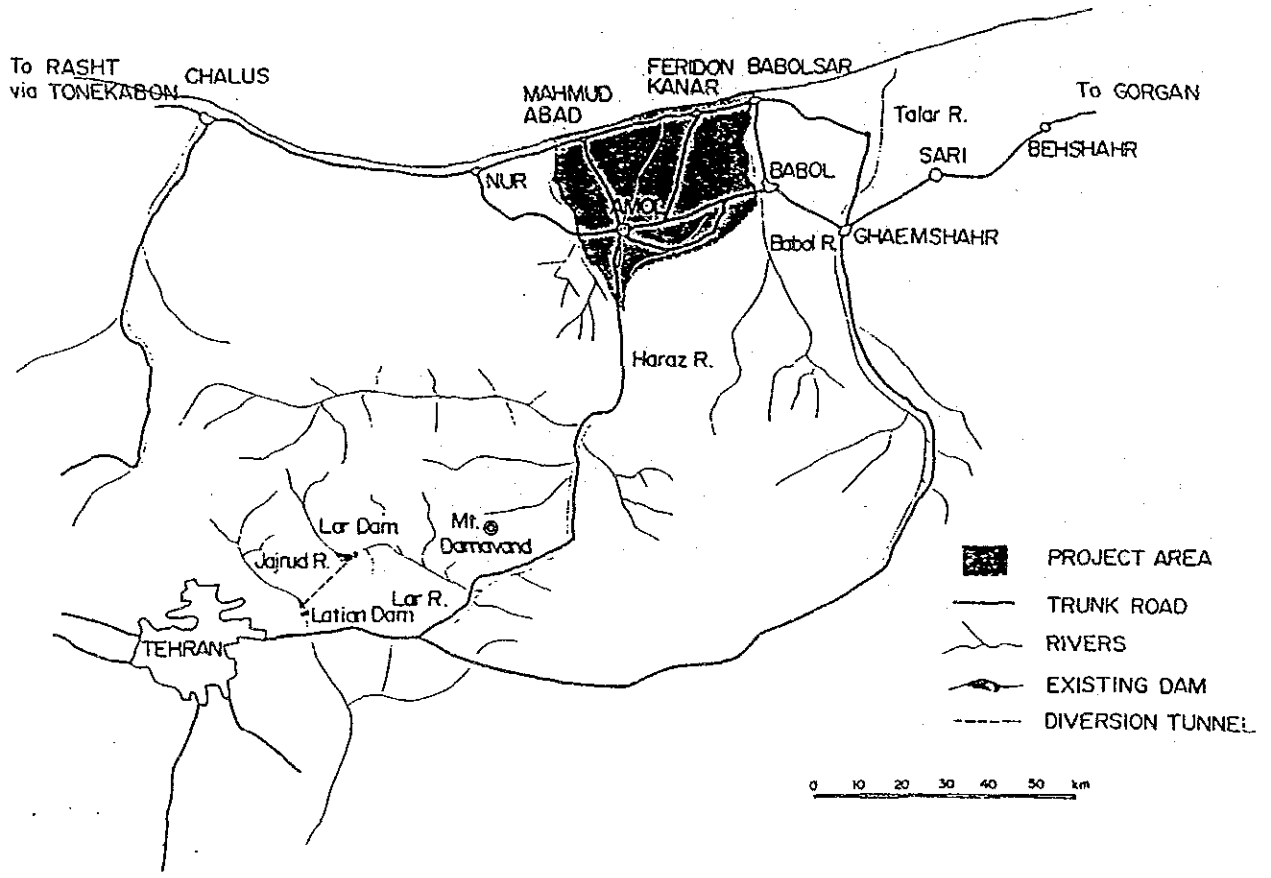 To RASHT
via TONEKABON
CHALUS
MAHMUD
ABAD
FERIDON
KANAR
BABOLSAR
Talar R.
To GORGAN
BEHSHAHR
SARI
NUR
AMOL
BABOL
Babol R.
GHAEMSHAHR
Haraz R.
Lar Dam
Mt.
Damavand
Jajrud R.
Lar R.
Latian Dam
TEHRAN
PROJECT AREA
TRUNK ROAD
RIVERS
EXISTING DAM
DIVERSION TUNNEL
0 10 20 30 40 50 km